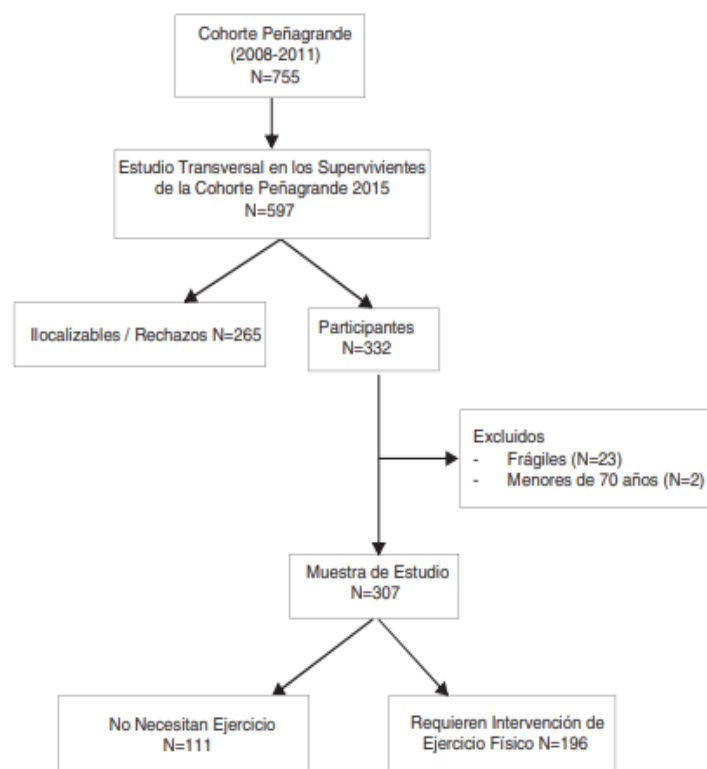 Cohorte Peñagrande
(2008-2011)
N=755
Estudio Transversal en los Supervivientes
de la Cohorte Peñagrande 2015
N=597
Ilocalizables / Rechazos N=265
Participantes
N=332
Excluidos
- Frágiles (N=23)
- Menores de 70 años (N=2)
Muestra de Estudio
N=307
No Necesitan Ejercicio
N=111
Requieren Intervención de
Ejercicio Físico N=196